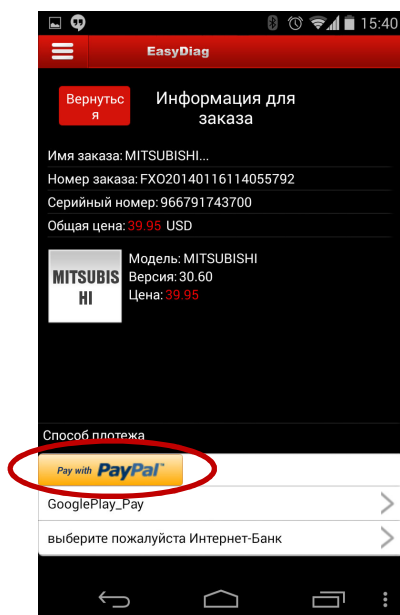 15:40
EasyDiag
Вернутьс
я
Информация для
заказа
Имя заказа: MITSUBISHI...
Номер заказа: FXO20140116114055792
Серийный номер: 966791743700
Общая цена: 39.95 USD
MITSUBIS
HI
Модель: MITSUBISHI
Версия: 30.60
Цена: 39.95
Способ плотежа
Pay with PayPal™
GooglePlay_Pay
выберите пожалуйста Интернет-Банк